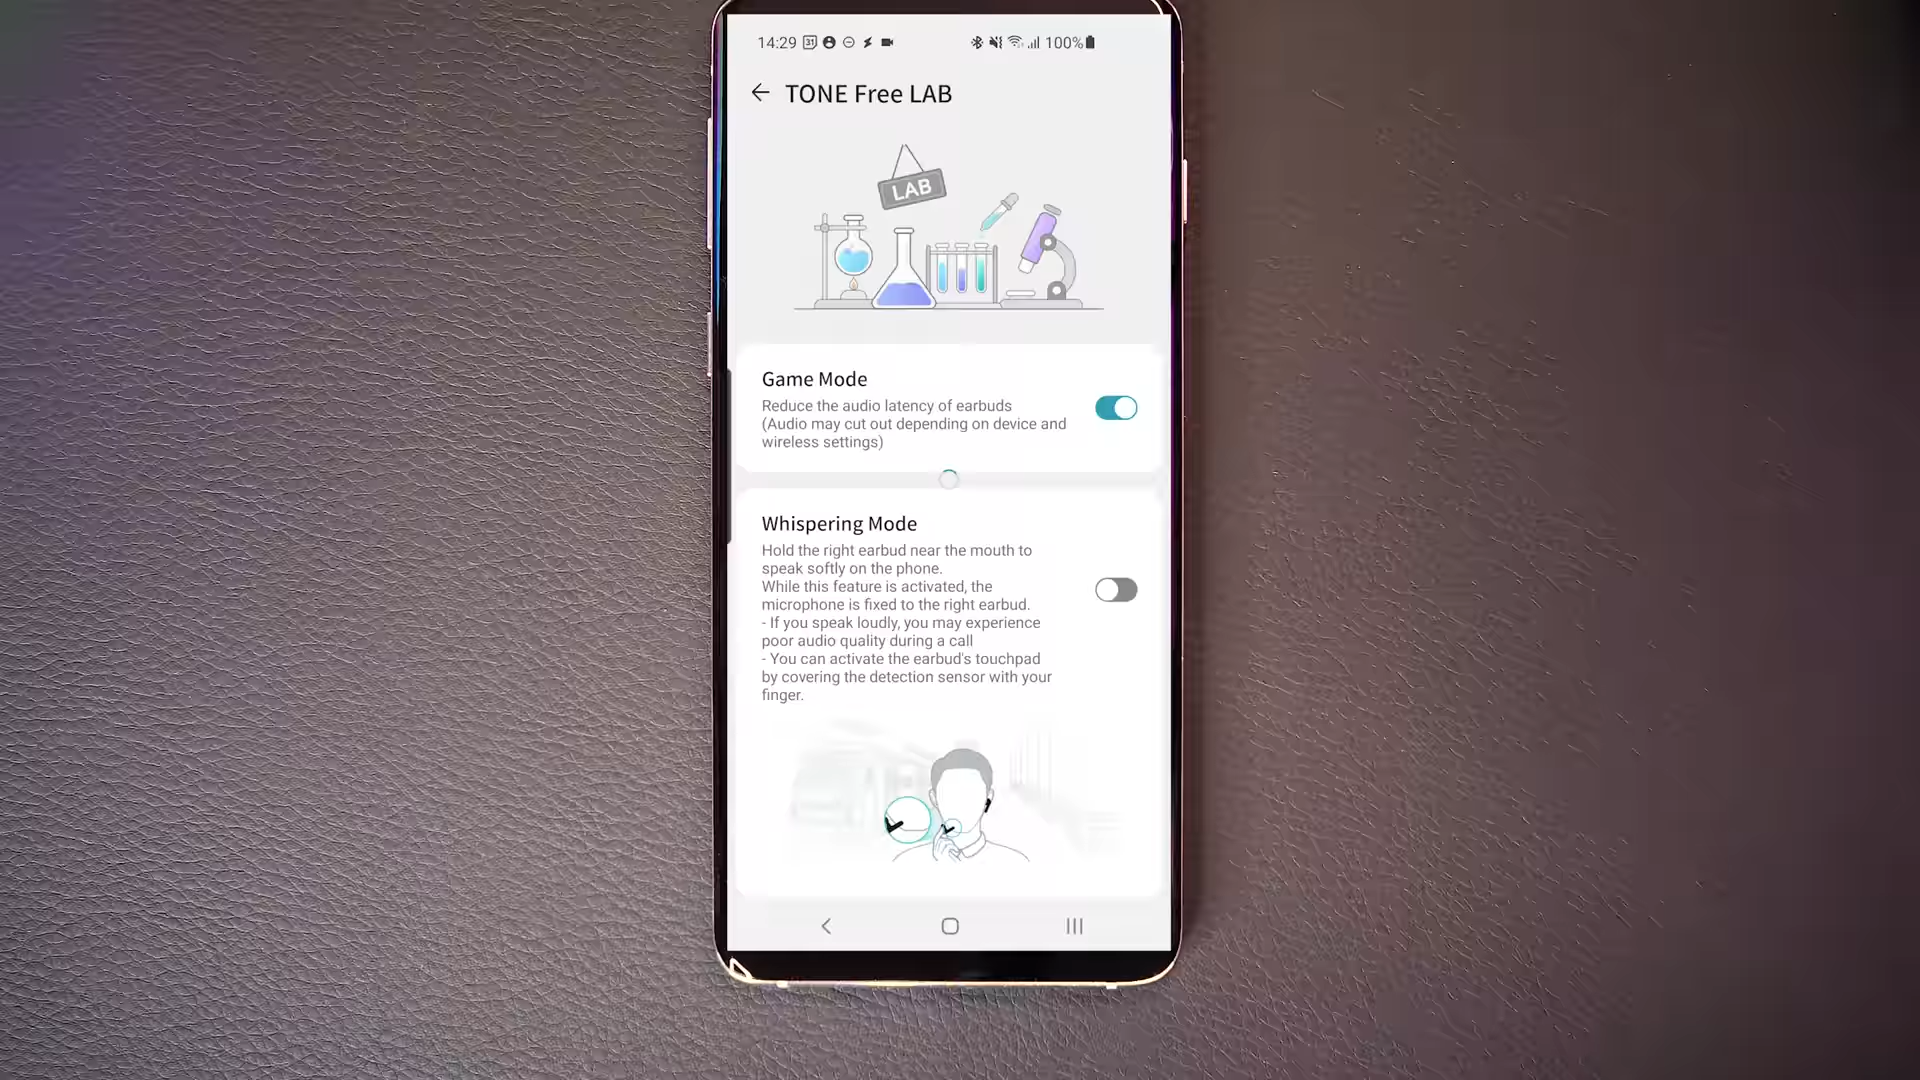 14:29 31 100%
TONE Free LAB
LAB
Game Mode
Reduce the audio latency of earbuds
(Audio may cut out depending on device and
wireless settings)
Whispering Mode
Hold the right earbud near the mouth to
speak softly on the phone.
While this feature is activated, the
microphone is fixed to the right earbud.
- If you speak loudly, you may experience
poor audio quality during a call
- You can activate the earbud's touchpad
by covering the detection sensor with your
finger.